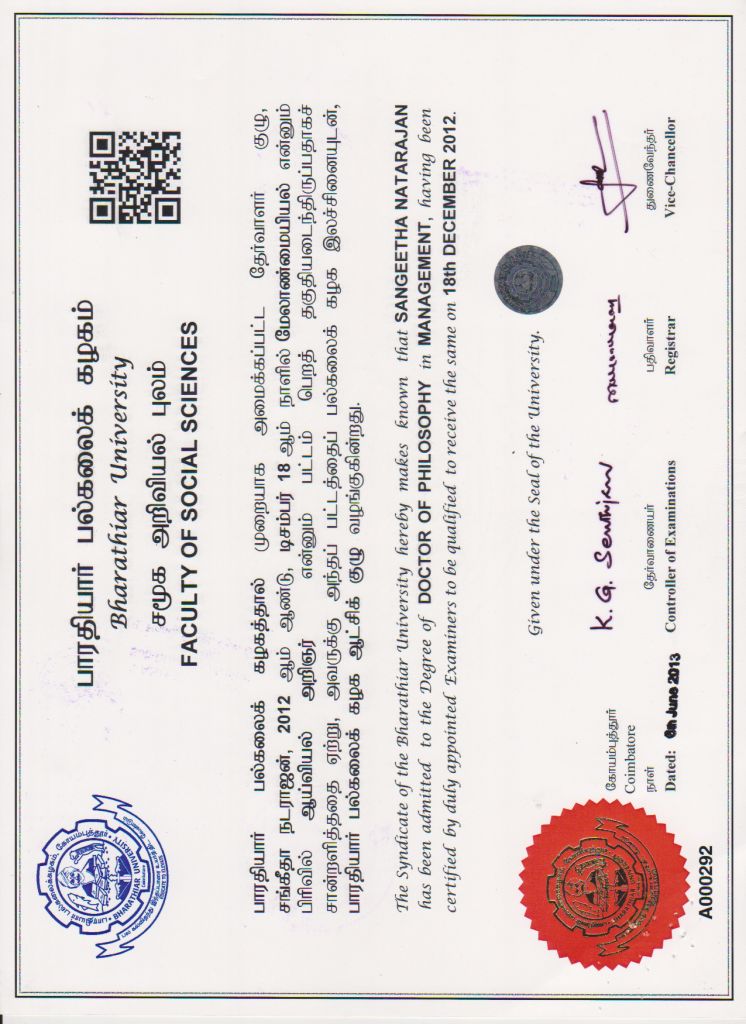 பாரதியார் பல்கலைக் கழகம்
Bharathiar University
சமூக அறிவியல் புலம்
FACULTY OF SOCIAL SCIENCES
பாரதியார் பல்கலைக் கழகத்தால் முறையாக அமைக்கப்பட்ட தேர்வாளர் குழு,
சங்கீதா நடராஜன், 2012 ஆம் ஆண்டு, டிசம்பர் 18 ஆம் நாளில் மேலாண்மையியல் என்னும்
பிரிவில் ஆய்வியல் அறிஞர் என்னும் பட்டம் பெறத் தகுதியடைந்திருப்பதாகச்
சான்றளித்ததை ஏற்று, அவருக்கு அந்தப் பட்டத்தைப் பல்கலைக் கழக இலச்சினையுடன்,
பாரதியார் பல்கலைக் கழக ஆட்சிக் குழு வழங்குகின்றது.
The Syndicate of the Bharathiar University hereby makes known that SANGEETHA NATARAJAN
has been admitted to the Degree of DOCTOR OF PHILOSOPHY in MANAGEMENT, having been
certified by duly appointed Examiners to be qualified to receive the same on 18th DECEMBER 2012.
Given under the Seal of the University.
K. G. Senthil
கோயம்புத்தூர்
Coimbatore
நாள்
Dated: 6th June 2013
தேர்வாணையர்
Controller of Examinations
பதிவாளர்
Registrar
துணைவேந்தர்
Vice-Chancellor
BHARATHIAR UNIVERSITY
A000292